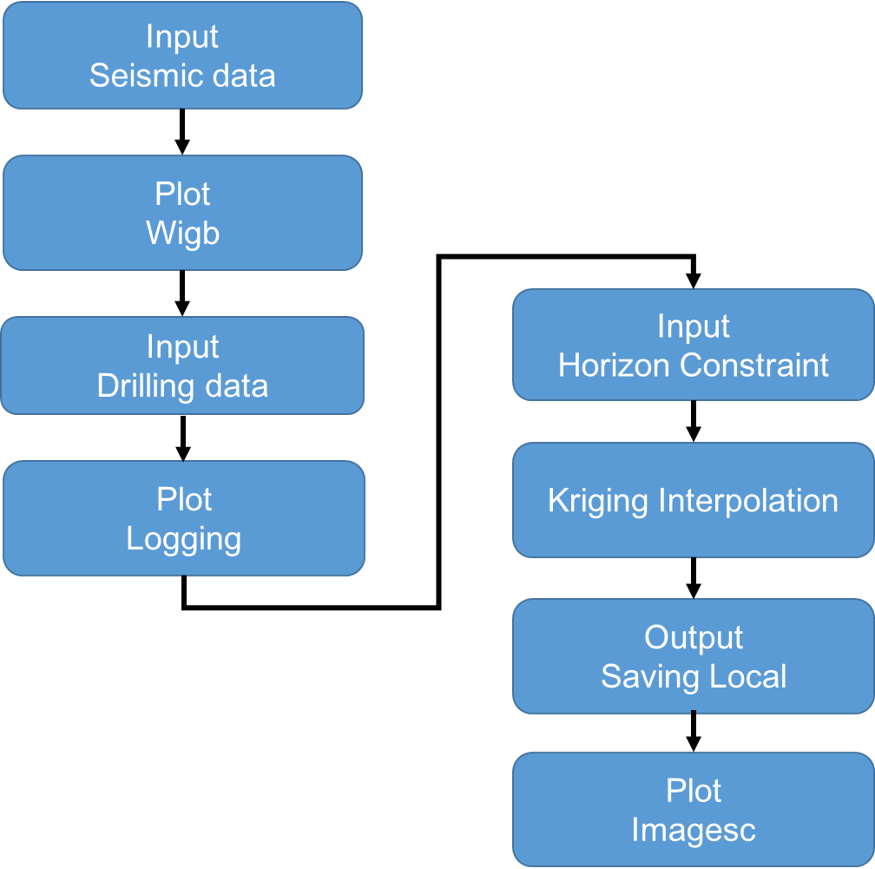 Input
Seismic data
Plot
Wigb
Input
Drilling data
Plot
Logging
Input
Horizon Constraint
Kriging Interpolation
Output
Saving Local
Plot
Imagesc